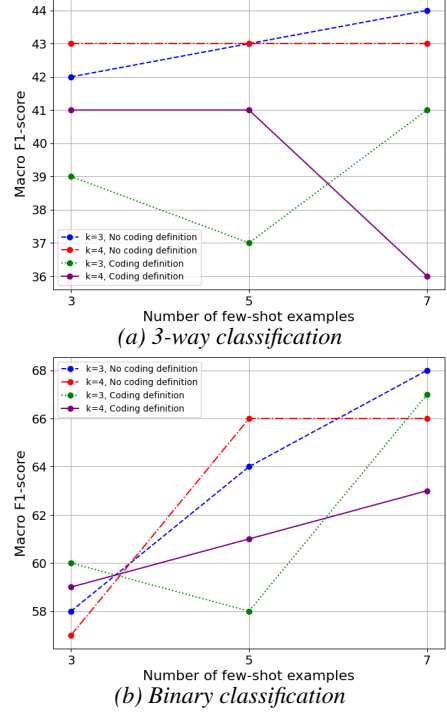 44
43
42
41
40
39
38
37
36
Macro F1-score
k=3, No coding definition
k=4, No coding definition
k=3, Coding definition
k=4, Coding definition
3
5
7
Number of few-shot examples
(a) 3-way classification
68
66
64
62
60
58
Macro F1-score
k=3, No coding definition
k=4, No coding definition
k=3, Coding definition
k=4, Coding definition
3
5
7
Number of few-shot examples
(b) Binary classification